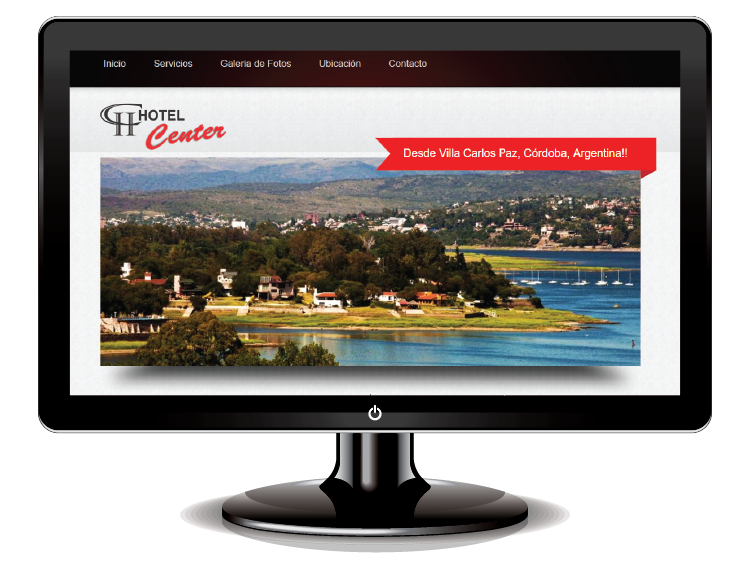 Inicio Servicios Galeria de Fotos Ubicación Contacto
CH HOTEL
Center
Desde Villa Carlos Paz, Córdoba, Argentina!!